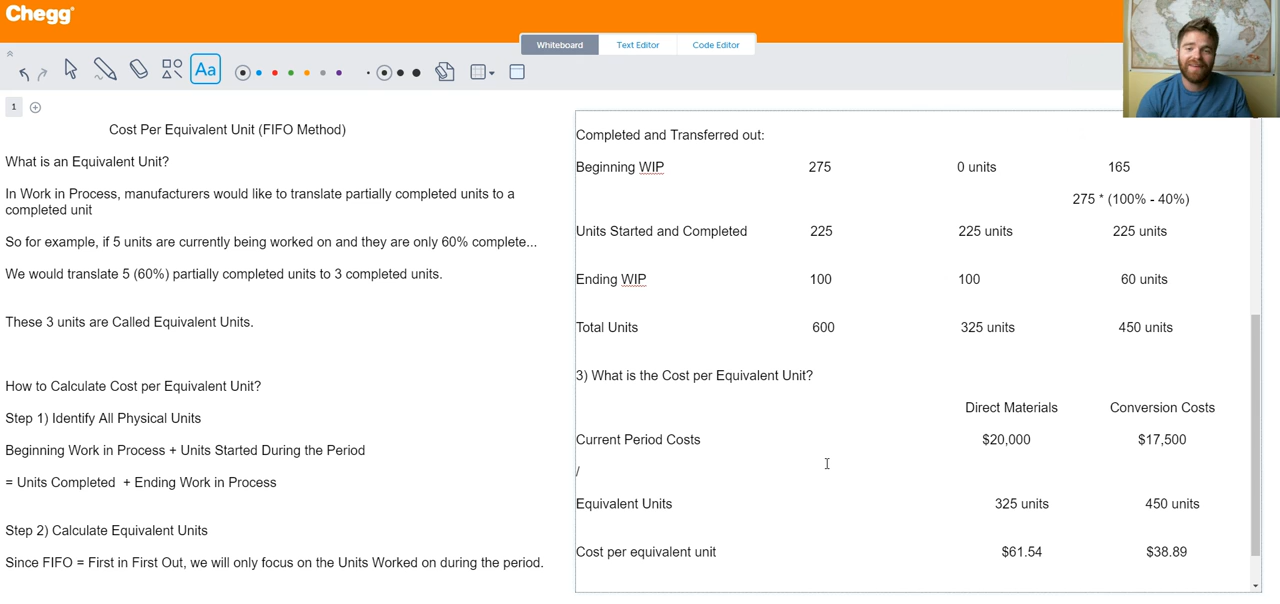 Chegg
Whiteboard
Text Editor
Code Editor
Aa
1
Cost Per Equivalent Unit (FIFO Method)
What is an Equivalent Unit?
In Work in Process, manufacturers would like to translate partially completed units to a
completed unit
So for example, if 5 units are currently being worked on and they are only 60% complete...
We would translate 5 (60%) partially completed units to 3 completed units.
These 3 units are Called Equivalent Units.
How to Calculate Cost per Equivalent Unit?
Step 1) Identify All Physical Units
Beginning Work in Process + Units Started During the Period
= Units Completed + Ending Work in Process
Step 2) Calculate Equivalent Units
Since FIFO = First in First Out, we will only focus on the Units Worked on during the period.
Completed and Transferred out:
Beginning WIP 275 0 units 165
275 * (100% - 40%)
Units Started and Completed 225 225 units 225 units
Ending WIP 100 100 60 units
Total Units 600 325 units 450 units
3) What is the Cost per Equivalent Unit?
Direct Materials Conversion Costs
Current Period Costs $20,000 $17,500
/
Equivalent Units 325 units 450 units
Cost per equivalent unit $61.54 $38.89